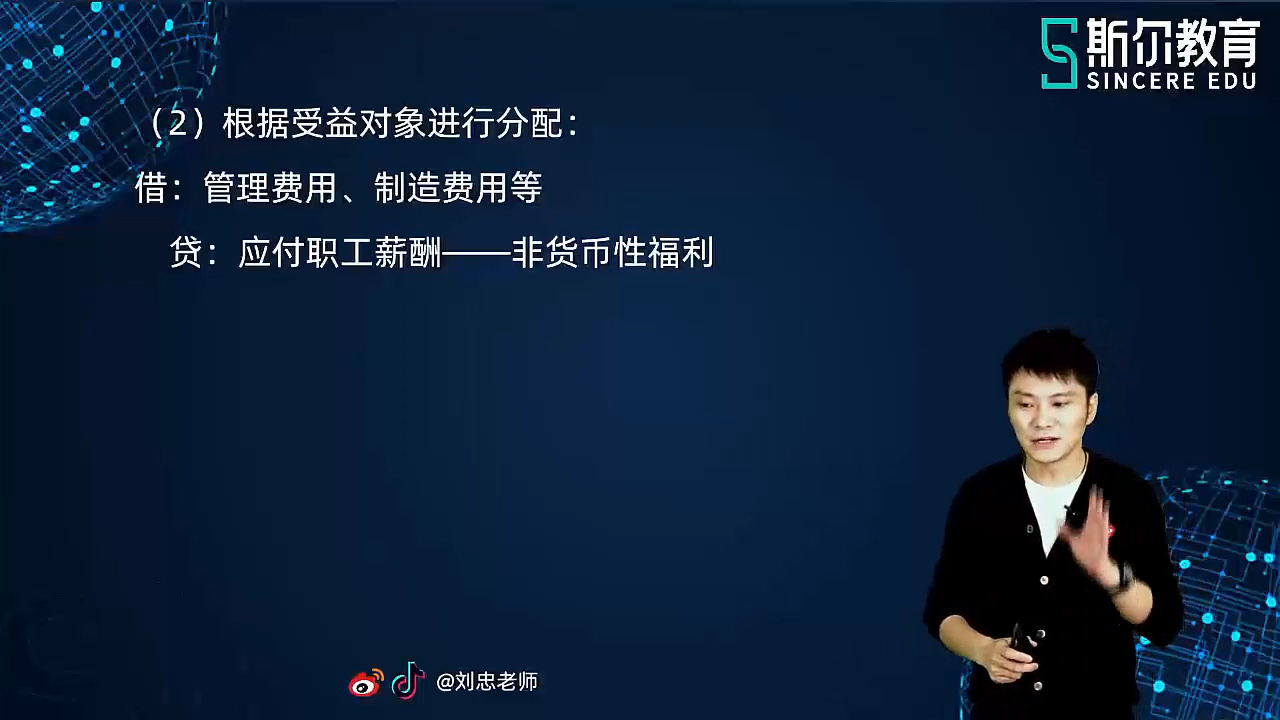 斯尔教育
SINCERE EDU
（2）根据受益对象进行分配：
借：管理费用、制造费用等
贷：应付职工薪酬——非货币性福利
@刘忠老师